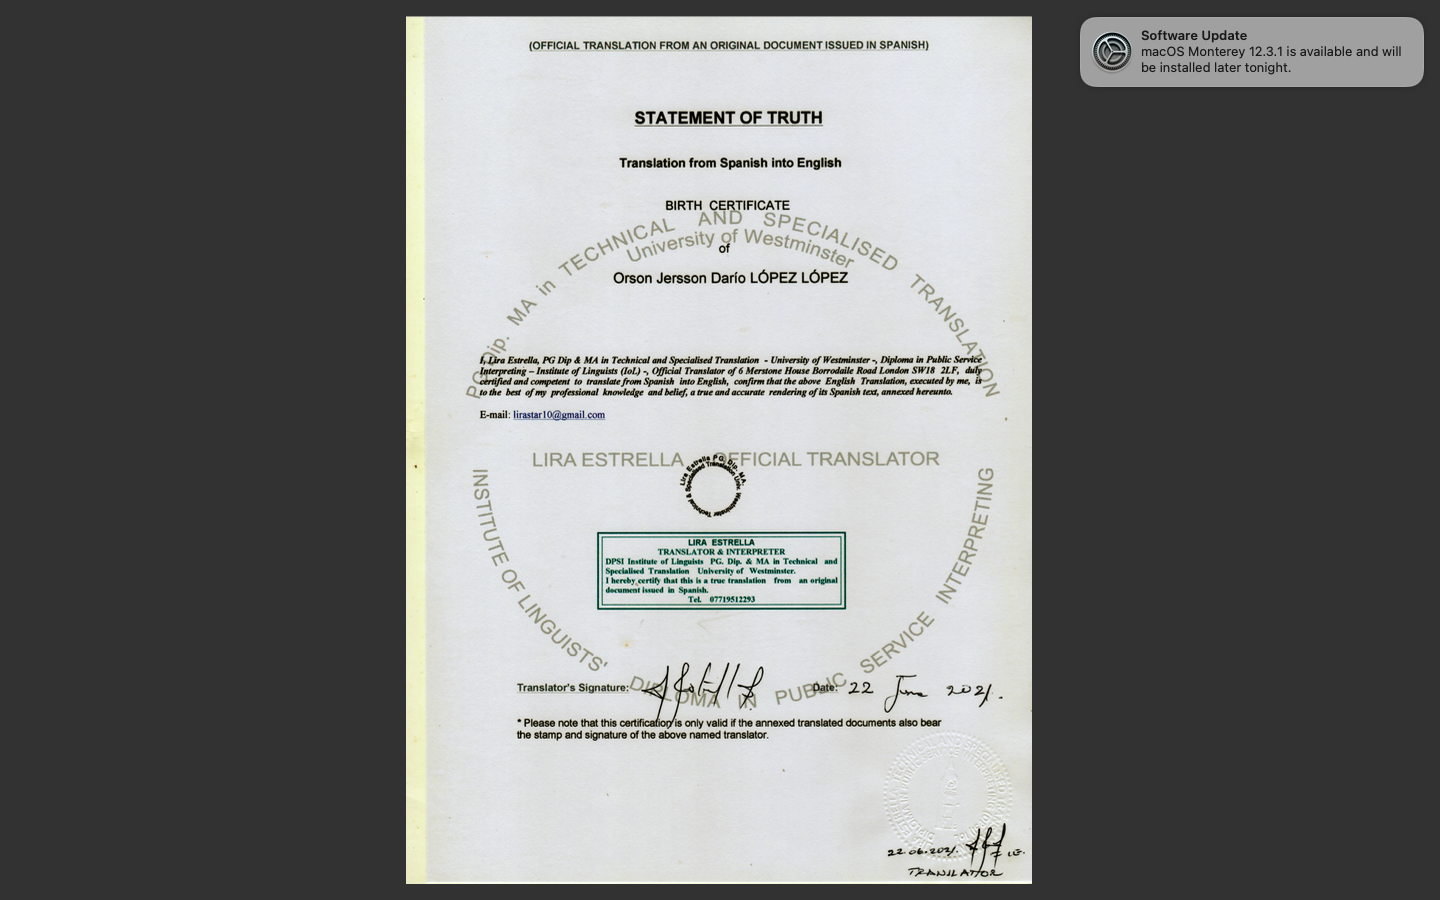 (OFFICIAL TRANSLATION FROM AN ORIGINAL DOCUMENT ISSUED IN SPANISH)
Software Update
macOS Monterey 12.3.1 is available and will
be installed later tonight.
STATEMENT OF TRUTH
Translation from Spanish into English
BIRTH CERTIFICATE
PG Dip. MA in TECHNICAL AND SPECIALISED TRANSLATION
University of Westminster
of
Orson Jersson Darío LÓPEZ LÓPEZ
I, Lira Estrella, PG Dip & MA in Technical and Specialised Translation - University of Westminster -, Diploma in Public Service
Interpreting – Institute of Linguists (IoL) -, Official Translator of 6 Merstone House Borrodaile Road London SW18 2LF, duly
certified and competent to translate from Spanish into English, confirm that the above English Translation, executed by me, is
to the best of my professional knowledge and belief, a true and accurate rendering of its Spanish text, annexed hereunto.
E-mail: lirastar10@gmail.com
LIRA ESTRELLA OFFICIAL TRANSLATOR
Lira Estrella PG. Dip. MA.
Technical & Specialised Translation Univ. Westminster
INSTITUTE OF LINGUISTS' DIPLOMA IN PUBLIC SERVICE INTERPRETING
LIRA ESTRELLA
TRANSLATOR & INTERPRETER
DPSI Institute of Linguists PG. Dip. & MA in Technical and
Specialised Translation University of Westminster.
I hereby certify that this is a true translation from an original
document issued in Spanish.
Tel. 07719512293
Translator's Signature:
Date: 22 June 2021.
* Please note that this certification is only valid if the annexed translated documents also bear
the stamp and signature of the above named translator.
22.06.2021. L.E.
TRANSLATOR